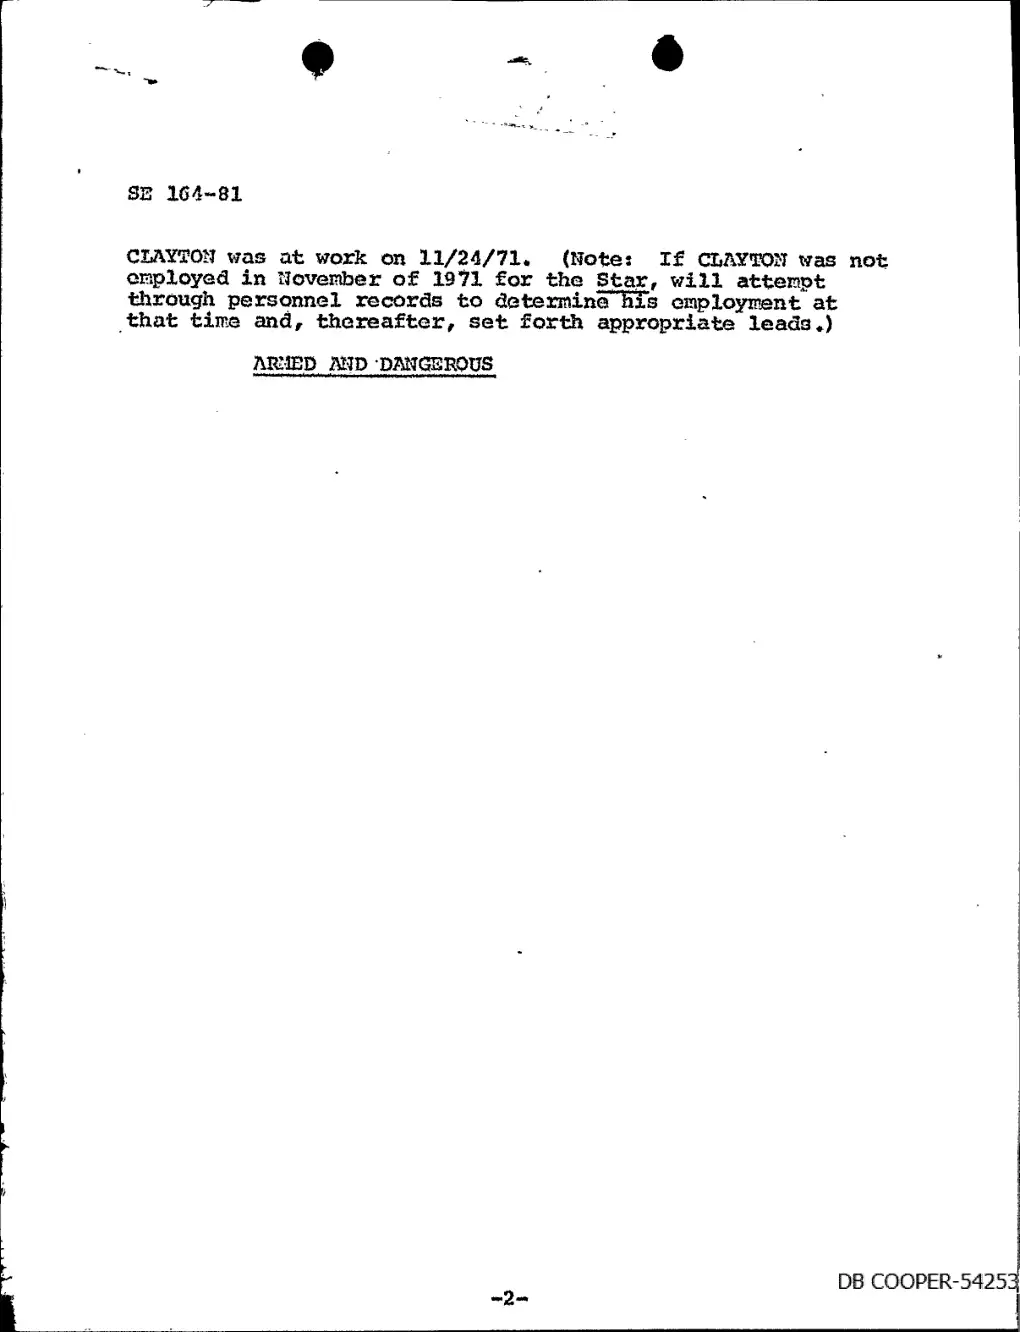 SE 164-81
CLAYTON was at work on 11/24/71. (Note: If CLAYTON was not
employed in November of 1971 for the Star, will attempt
through personnel records to determine his employment at
that time and, thereafter, set forth appropriate leads.)
ARMED AND DANGEROUS
-2-
DB COOPER-54253